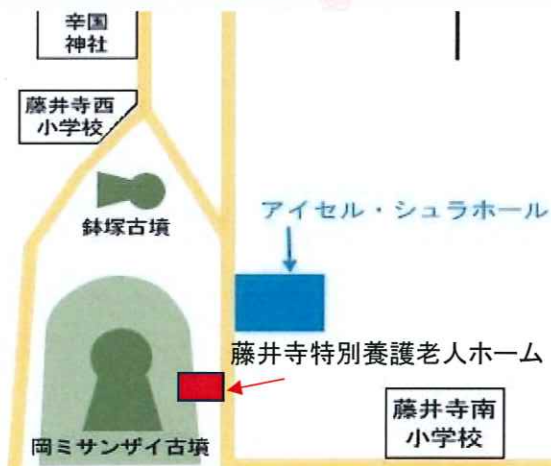 辛国
神社
藤井寺西
小学校
鉢塚古墳
アイセル・シュラホール
藤井寺特別養護老人ホーム
藤井寺南
小学校
岡ミサンザイ古墳